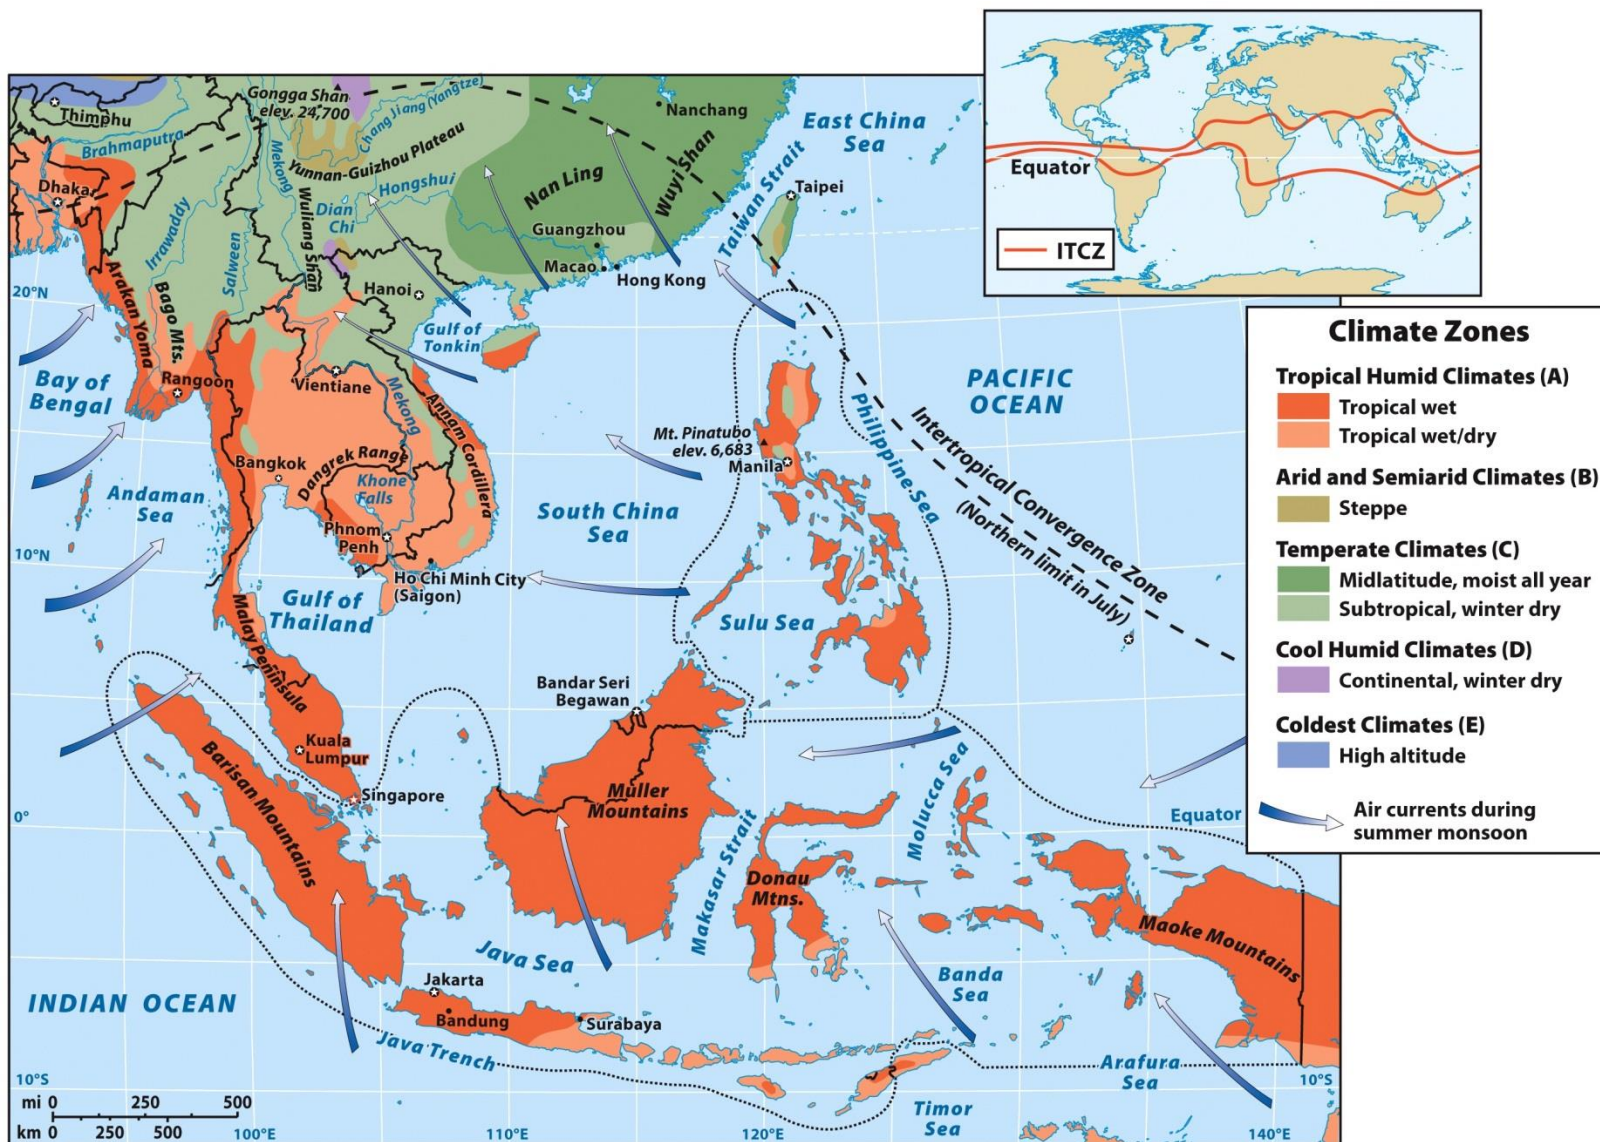 Gongga Shan
elev. 24,700
Thimphu
Brahmaputra
Chang Jiang (Yangtze)
Nanchang
East China
Sea
Mekong
Yunnan-Guizhou Plateau
Hongshui
Nan Ling
Wuyi Shan
Taiwan Strait
Taipei
Dhaka
Irrawaddy
Salween
Wuliang Shan
Dian
Chi
Guangzhou
Macao
Hong Kong
20°N
Arakan Yoma
Bago Mts.
Hanoi
Gulf of
Tonkin
Bay of
Bengal
Rangoon
Vientiane
Mekong
Annam Cordillera
PACIFIC
OCEAN
Philippine Sea
Intertropical Convergence Zone
(Northern limit in July)
Mt. Pinatubo
elev. 6,683
Manila
Bangkok
Dangrek Range
Khone
Falls
Andaman
Sea
South China
Sea
Phnom
Penh
10°N
Ho Chi Minh City
(Saigon)
Gulf of
Thailand
Sulu Sea
Malay Peninsula
Bandar Seri
Begawan
Kuala
Lumpur
Singapore
Barisan Mountains
Muller
Mountains
Makasar Strait
Molucca Sea
Equator
0°
Donau
Mtns.
Maoke Mountains
Java Sea
Banda
Sea
INDIAN OCEAN
Jakarta
Bandung
Surabaya
Java Trench
Arafura
Sea
Timor
Sea
10°S
10°S
mi 0 250 500
km 0 250 500
100°E
110°E
120°E
140°E
Equator
ITCZ
Climate Zones
Tropical Humid Climates (A)
Tropical wet
Tropical wet/dry
Arid and Semiarid Climates (B)
Steppe
Temperate Climates (C)
Midlatitude, moist all year
Subtropical, winter dry
Cool Humid Climates (D)
Continental, winter dry
Coldest Climates (E)
High altitude
Air currents during
summer monsoon